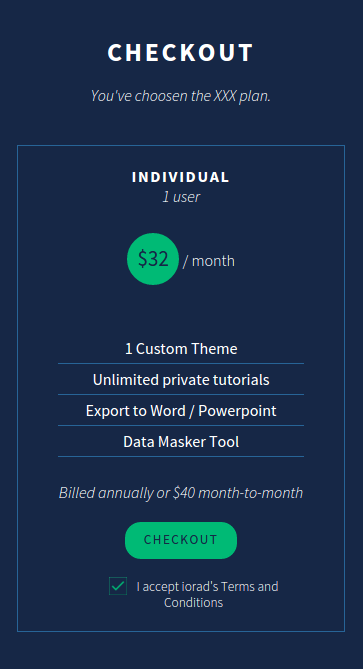 CHECKOUT
You've choosen the XXX plan.
INDIVIDUAL
1 user
$32 / month
1 Custom Theme
Unlimited private tutorials
Export to Word / Powerpoint
Data Masker Tool
Billed annually or $40 month-to-month
CHECKOUT
I accept iorad's Terms and
Conditions